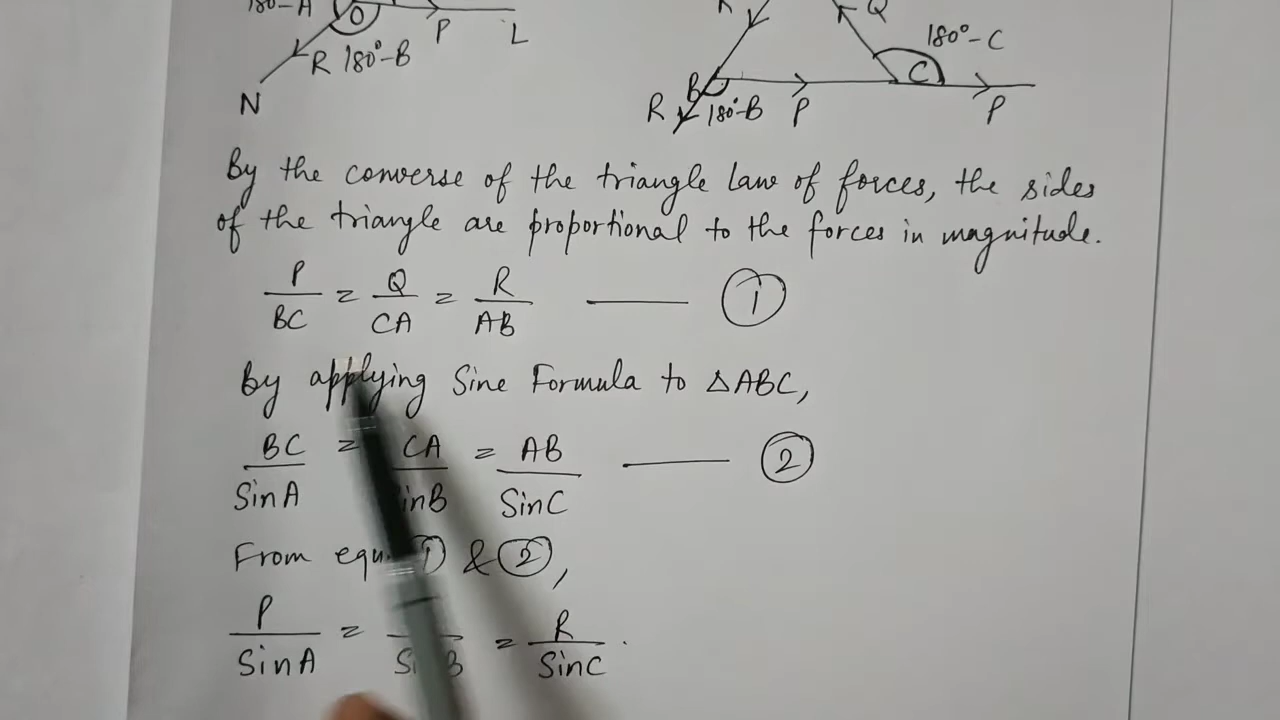 180-A O P L
R 180°-B
N
Q
180°-C
B C
R 180°-B P P
By the converse of the triangle law of forces, the sides
of the triangle are proportional to the forces in magnitude.
P/BC = Q/CA = R/AB —— ①
By applying Sine Formula to △ABC,
BC/SinA = CA/inB = AB/SinC —— ②
From equ ① & ②,
P/SinA = = R/SinC.